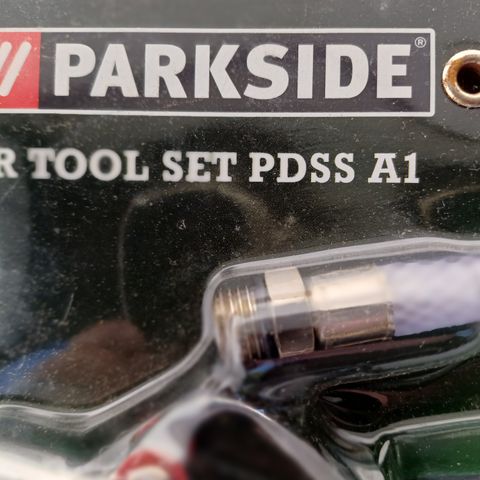 PARKSIDE®
R TOOL SET PDSS A1